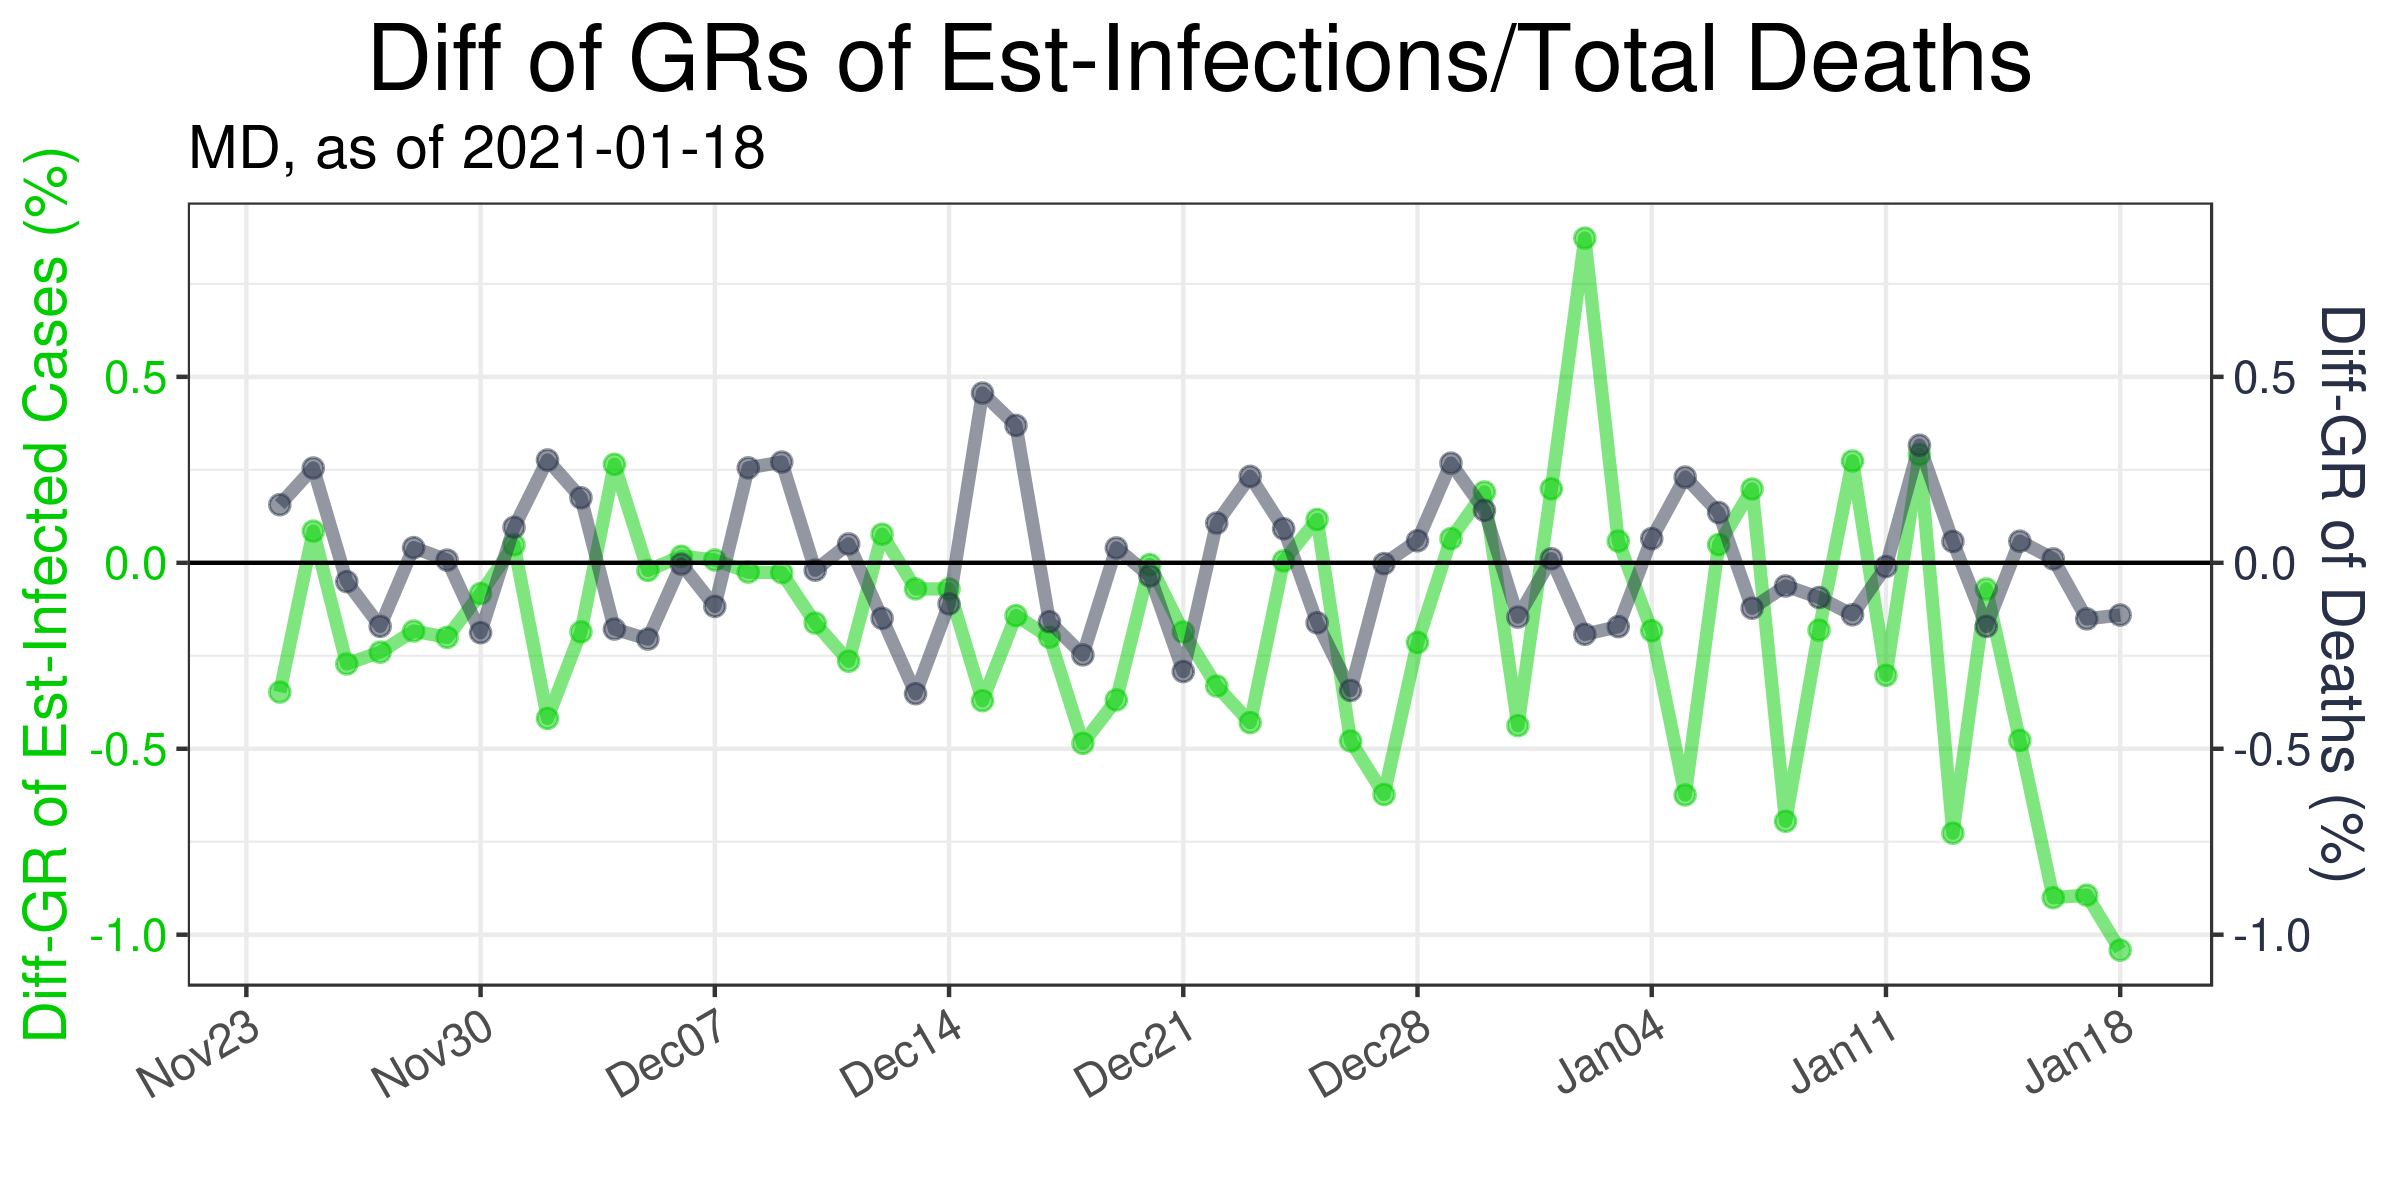 Diff of GRs of Est-Infections/Total Deaths
MD, as of 2021-01-18
Diff-GR of Est-Infected Cases (%)
0.5
0.0
-0.5
-1.0
0.5
0.0
-0.5
-1.0
Diff-GR of Deaths (%)
Nov23
Nov30
Dec07
Dec14
Dec21
Dec28
Jan04
Jan11
Jan18